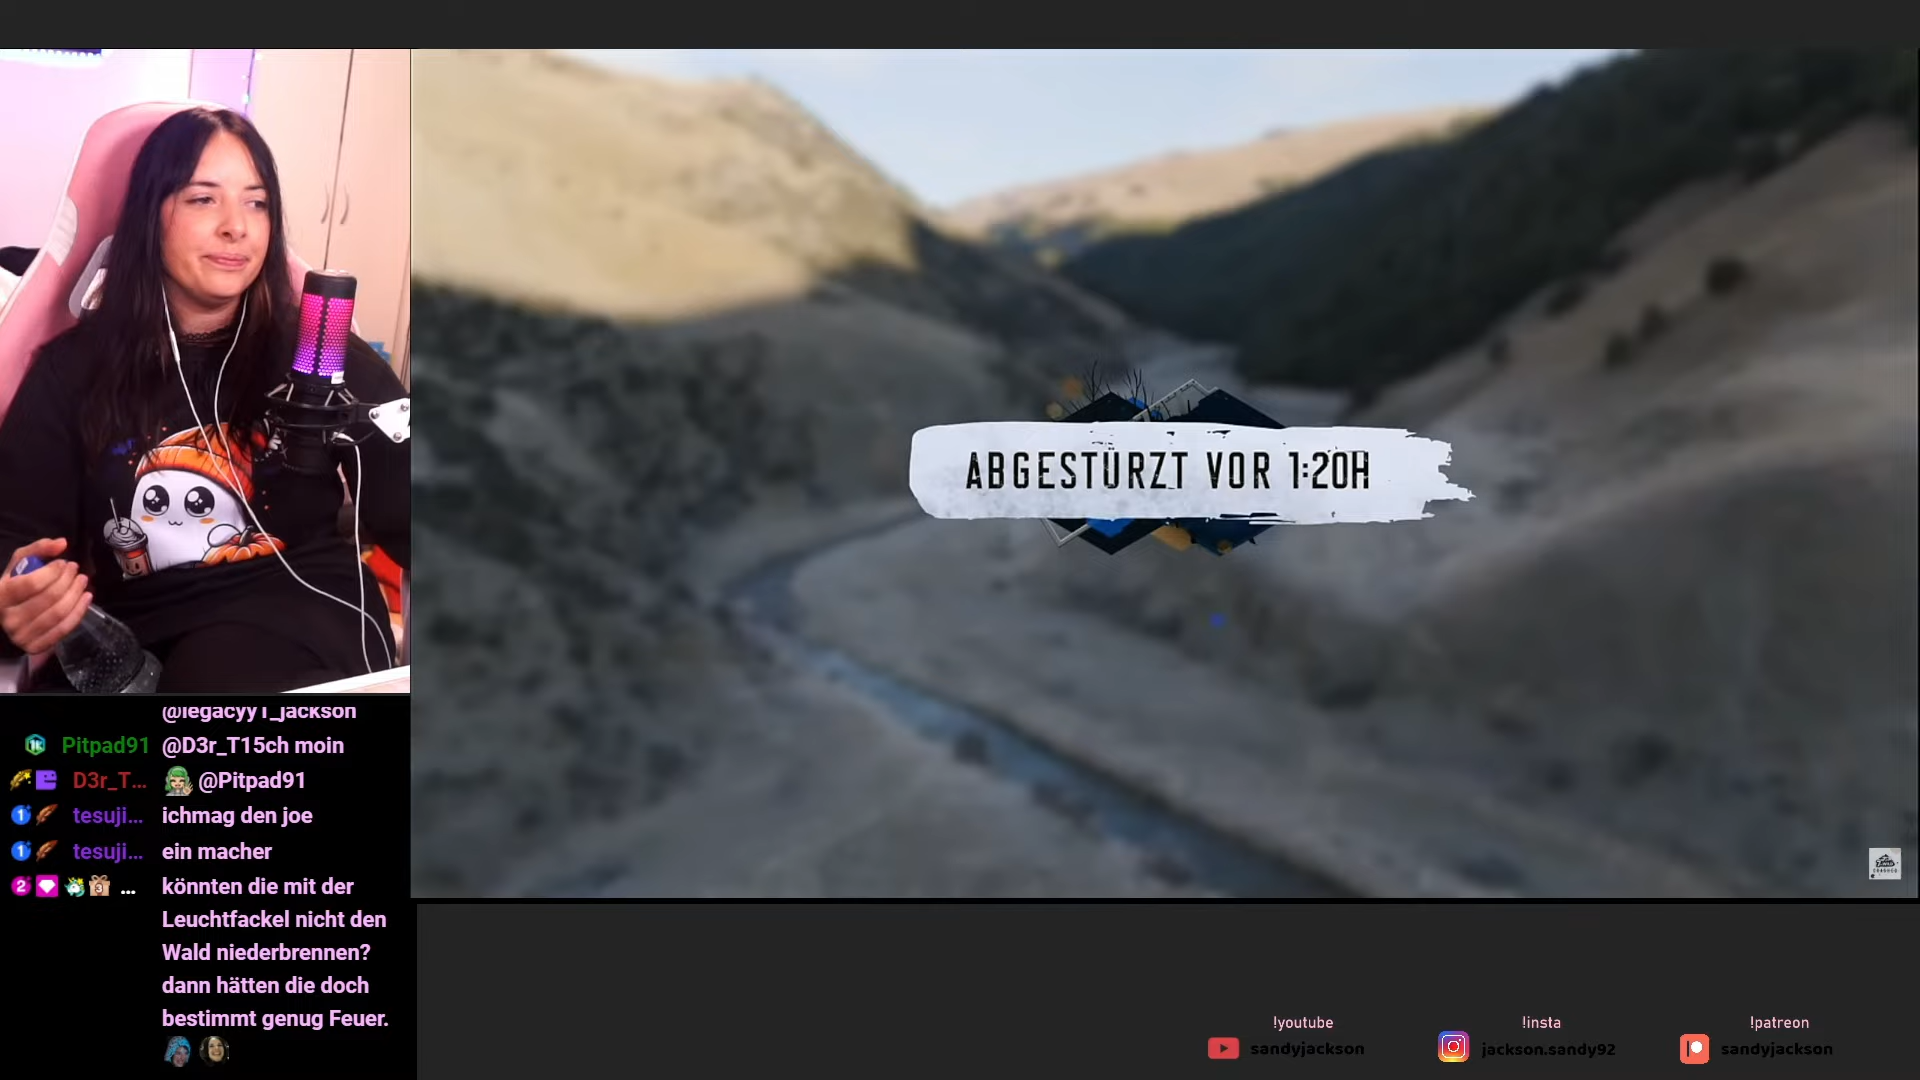 ABGESTÜRZT VOR 1:20H
@legacyyT_jackson
Pitpad91 @D3r_T15ch moin
D3r_T... @Pitpad91
tesuji... ichmag den joe
tesuji... ein macher
... könnten die mit der
Leuchtfackel nicht den
Wald niederbrennen?
dann hätten die doch
bestimmt genug Feuer.
!youtube
sandyjackson
!insta
jackson.sandy92
!patreon
sandyjackson